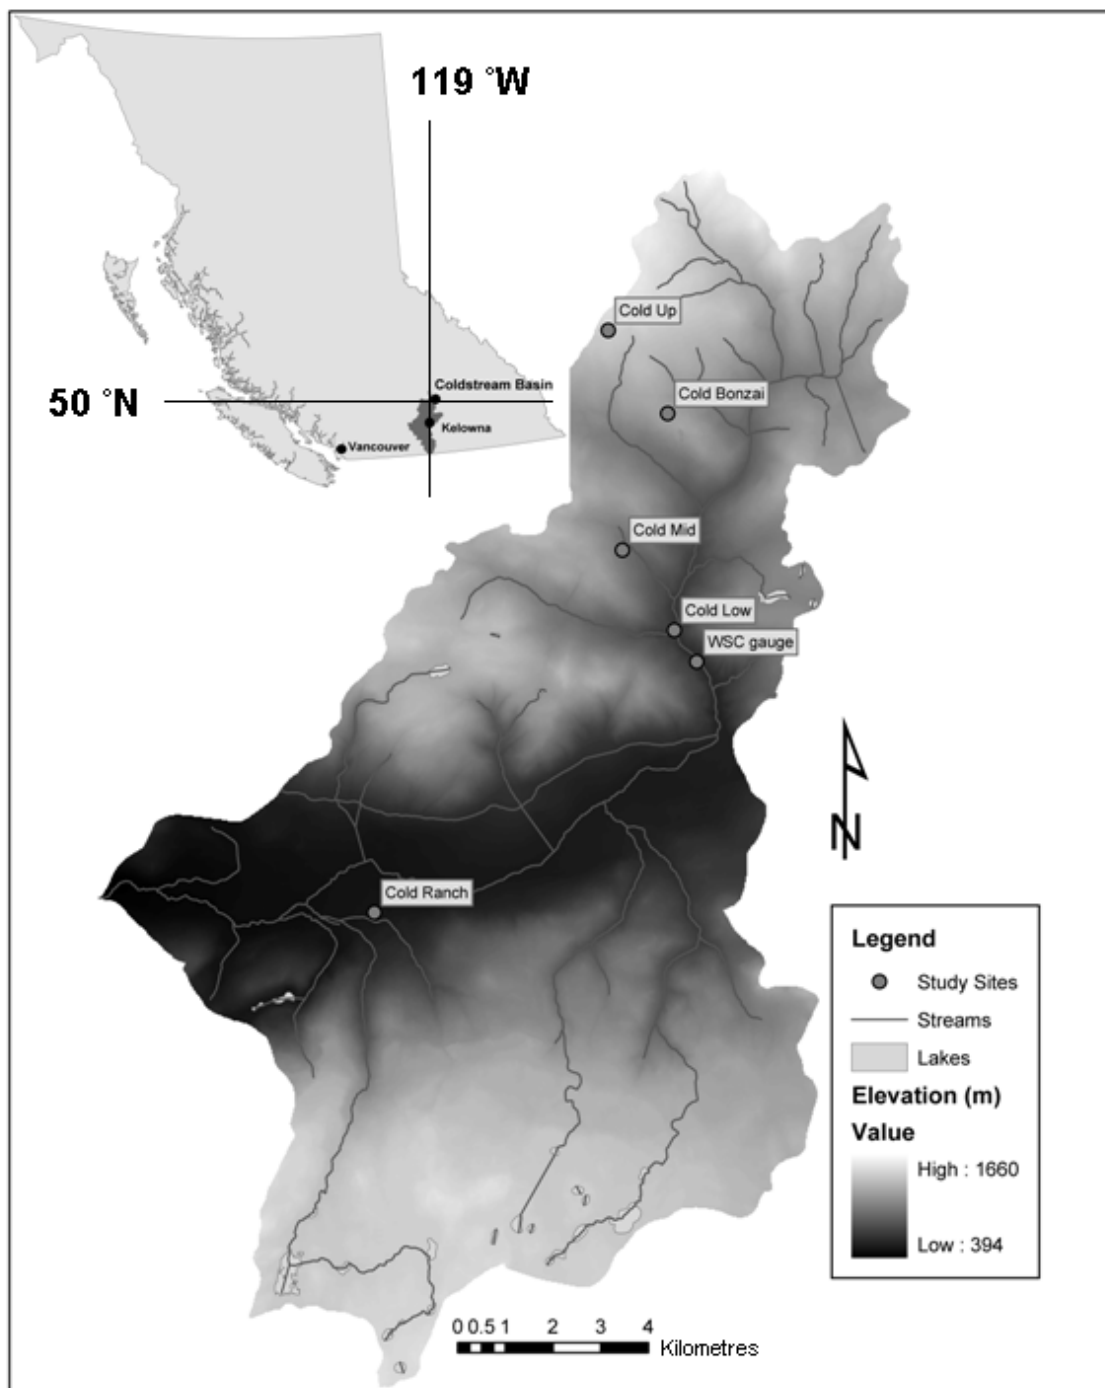 119 °W
50 °N
Coldstream Basin
Kelowna
Vancouver
Cold Up
Cold Bonzai
Cold Mid
Cold Low
WSC gauge
Cold Ranch
N
Legend
Study Sites
Streams
Lakes
Elevation (m)
Value
High : 1660
Low : 394
0 0.5 1 2 3 4
Kilometres